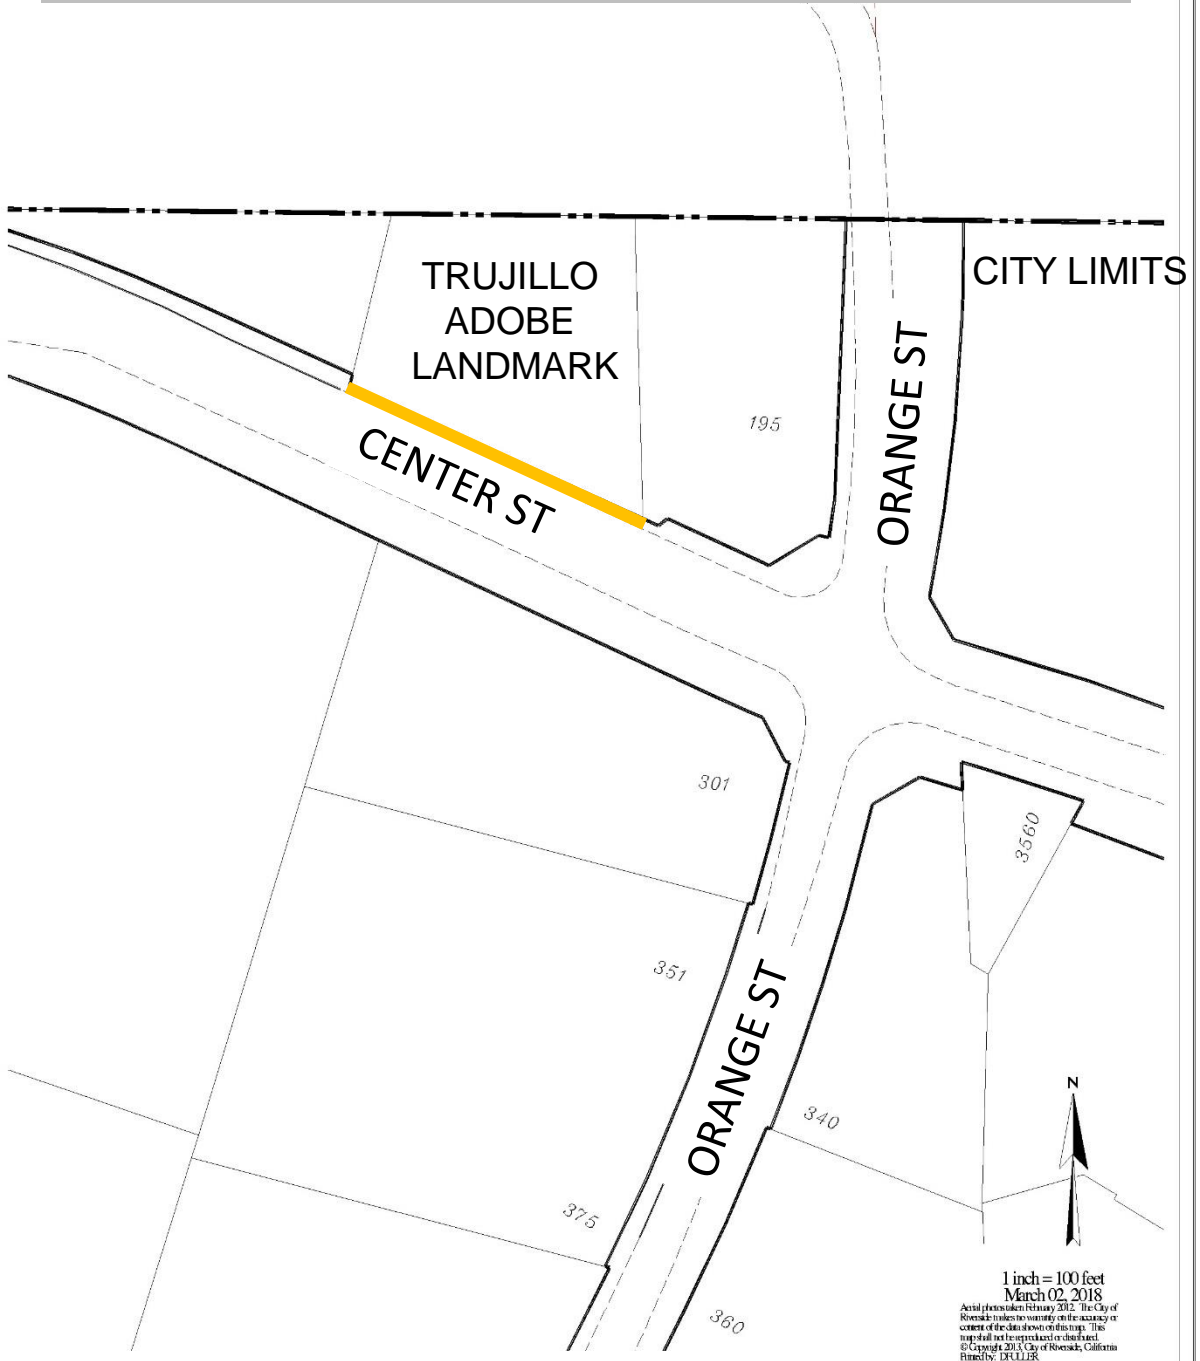 TRUJILLO
ADOBE
LANDMARK
CITY LIMITS
ORANGE ST
195
CENTER ST
301
3560
351
ORANGE ST
340
375
360
N
1 inch = 100 feet
March 02, 2018
Aerial photos taken February 2012. The City of
Riverside makes no warranty on the accuracy or
content of the data shown on this map. This
map shall not be reproduced or distributed.
© Copyright 2013, City of Riverside, California
Printed by: DFULLER